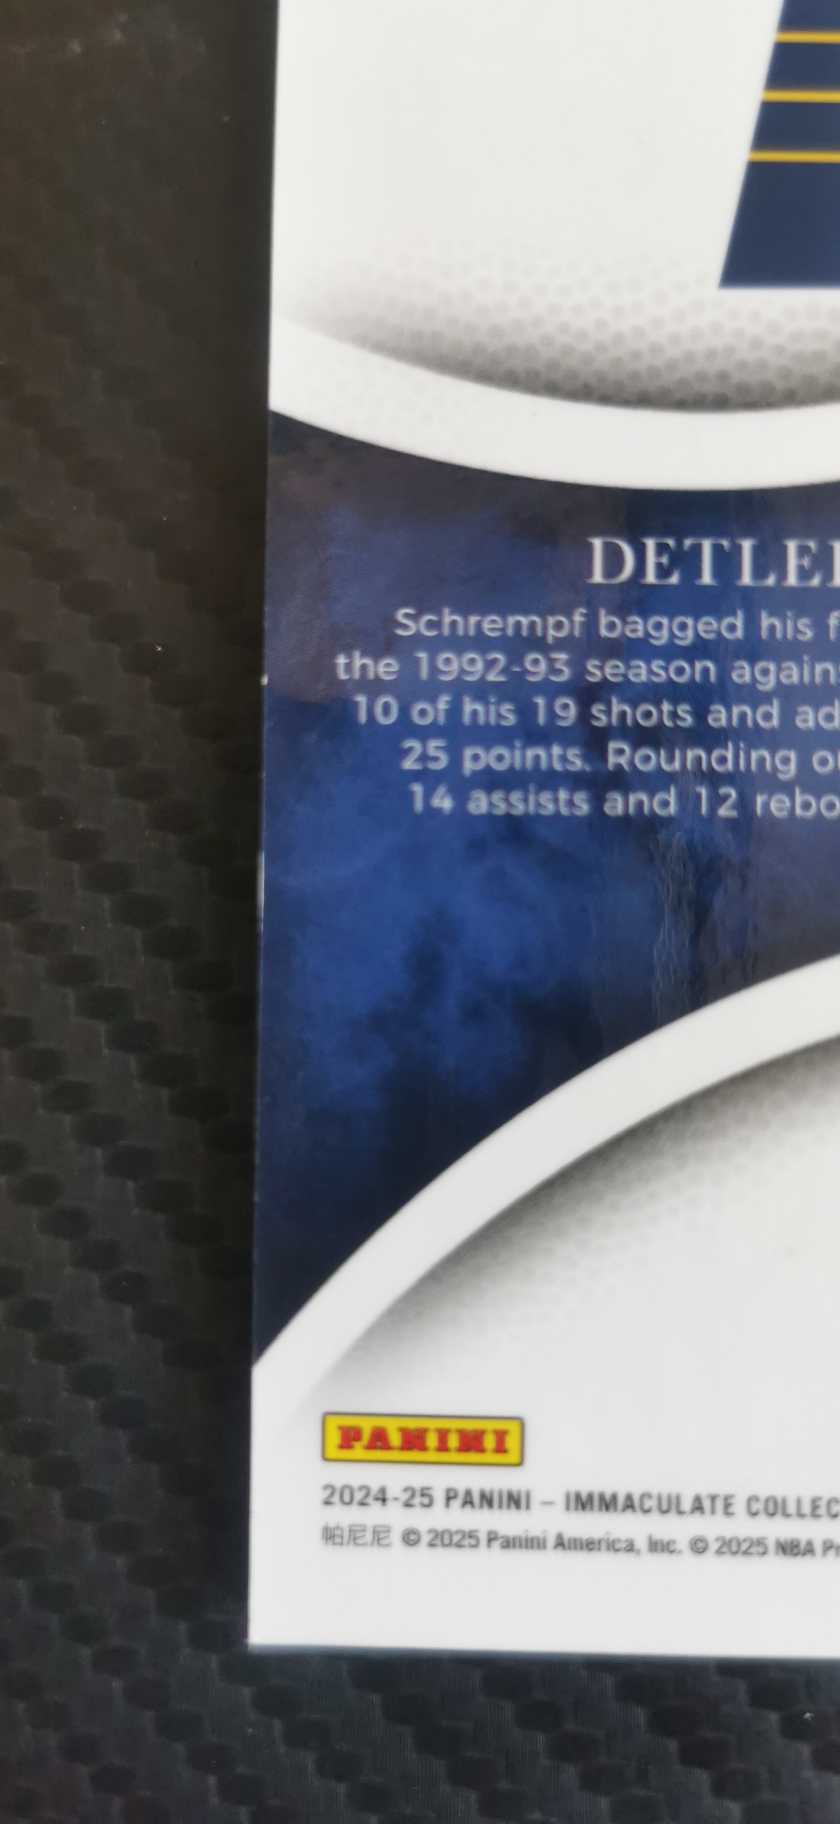 DETLEF
Schrempf bagged his f
the 1992-93 season agains
10 of his 19 shots and ad
25 points. Rounding o
14 assists and 12 rebo
PANINI
2024-25 PANINI – IMMACULATE COLLEC
帕尼尼 © 2025 Panini America, Inc. © 2025 NBA Pr